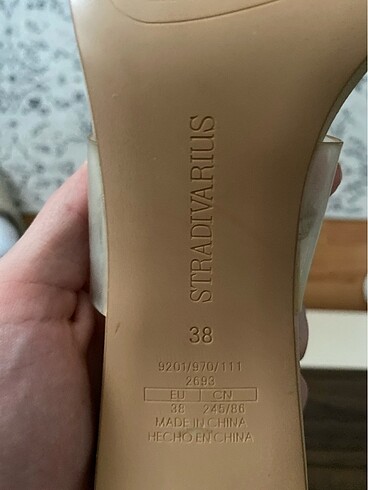 STRADIVARIUS
38
9201/970/111
2693
EU CN
38 245/86
MADE IN CHINA
HECHO EN CHINA